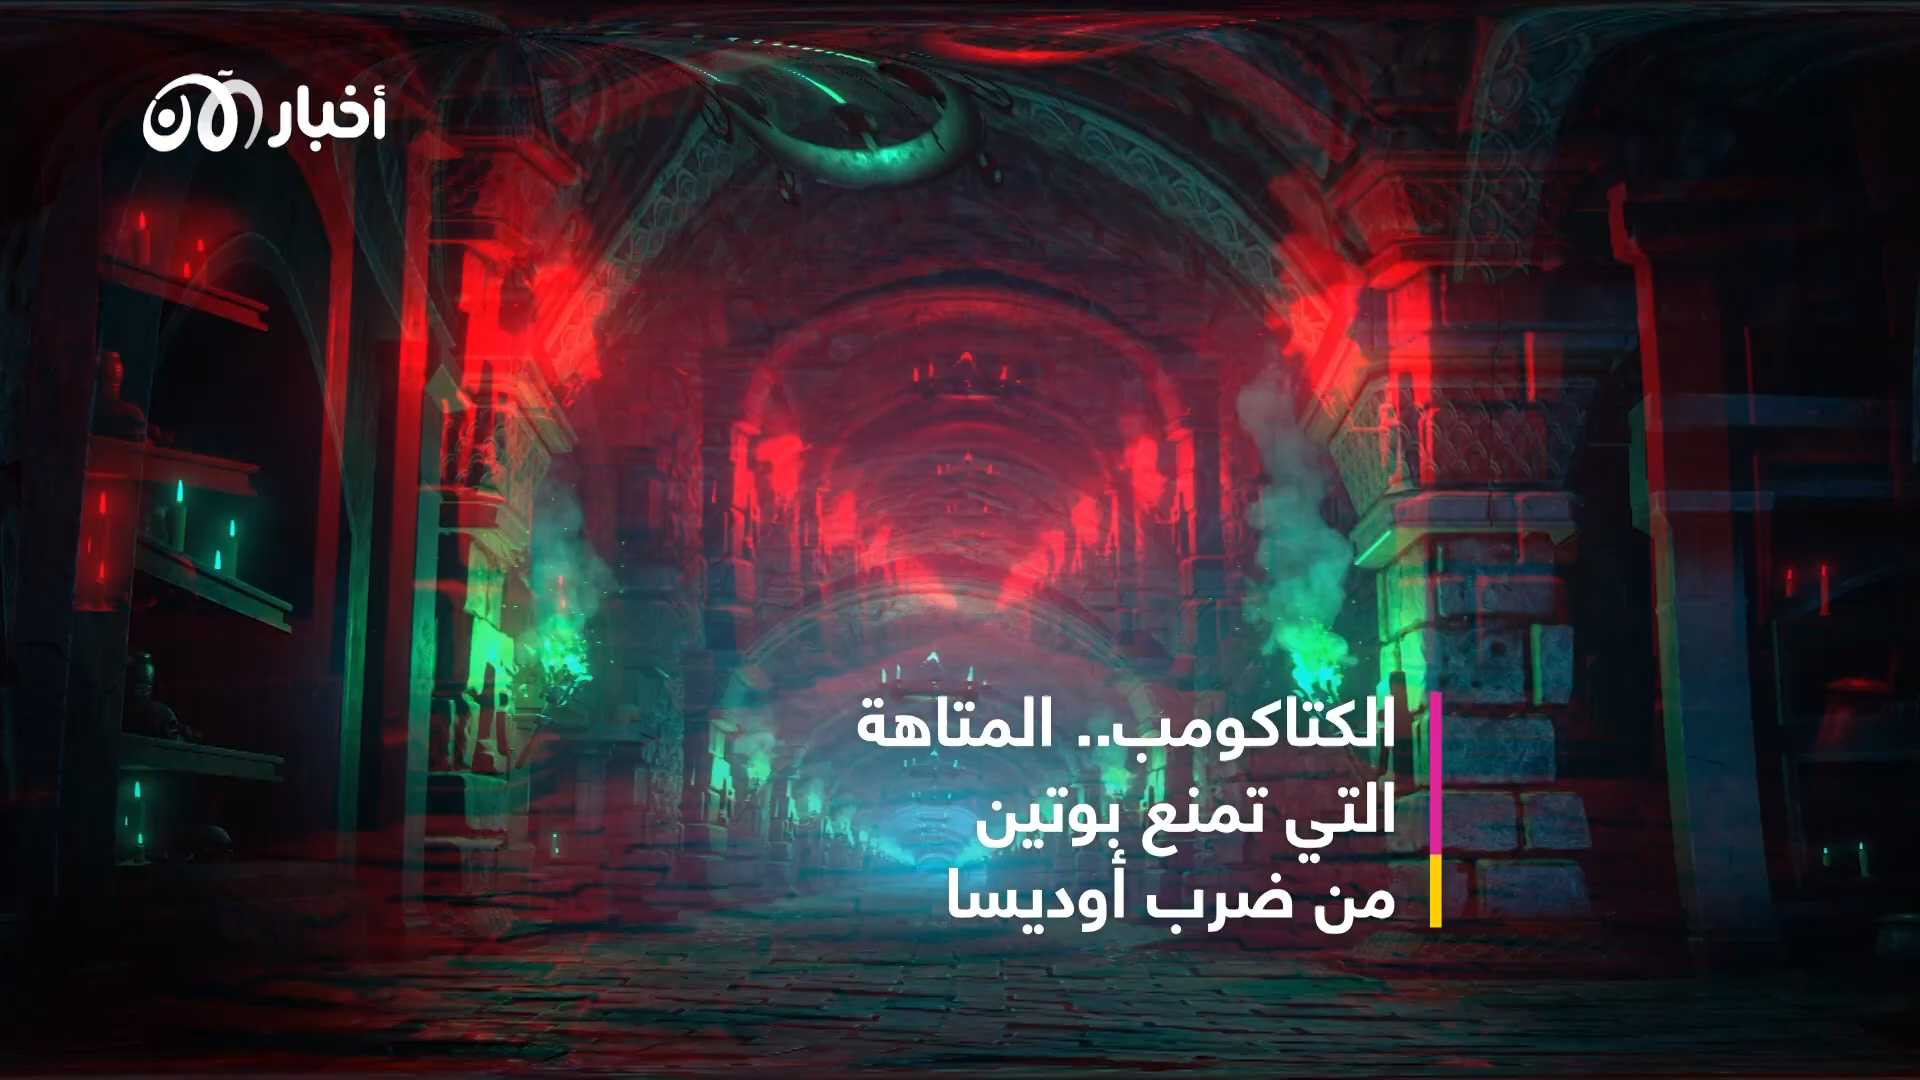 أخبار الآن
الكتاكومب.. المتاهة
التي تمنع بوتين
من ضرب أوديسا